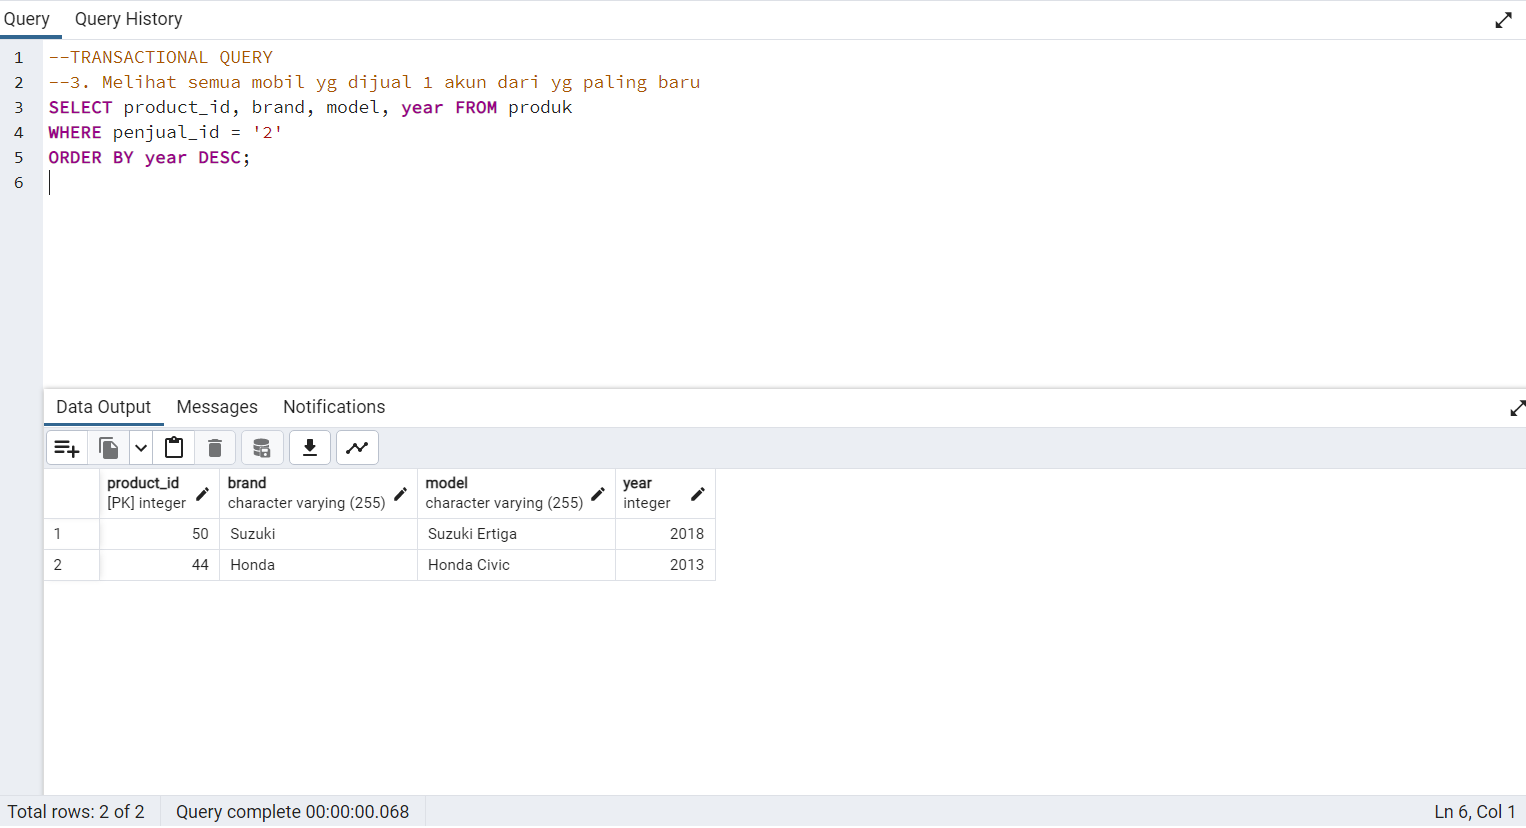 Query Query History
1 --TRANSACTIONAL QUERY
2 --3. Melihat semua mobil yg dijual 1 akun dari yg paling baru
3 SELECT product_id, brand, model, year FROM produk
4 WHERE penjual_id = '2'
5 ORDER BY year DESC;
6
Data Output Messages Notifications
product_id brand model year
[PK] integer character varying (255) character varying (255) integer
1 50 Suzuki Suzuki Ertiga 2018
2 44 Honda Honda Civic 2013
Total rows: 2 of 2 Query complete 00:00:00.068 Ln 6, Col 1